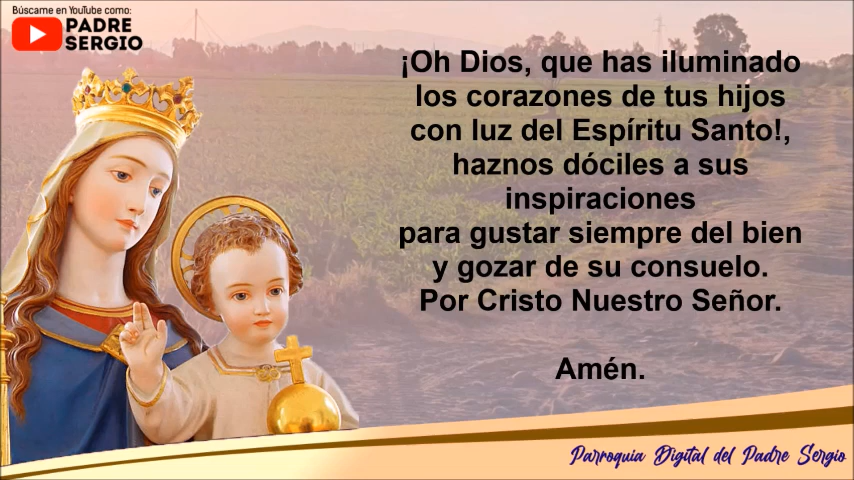 Búscame en YouTube como:
PADRE
SERGIO
¡Oh Dios, que has iluminado
los corazones de tus hijos
con luz del Espíritu Santo!,
haznos dóciles a sus
inspiraciones
para gustar siempre del bien
y gozar de su consuelo.
Por Cristo Nuestro Señor.
Amén.
Parroquia Digital del Padre Sergio